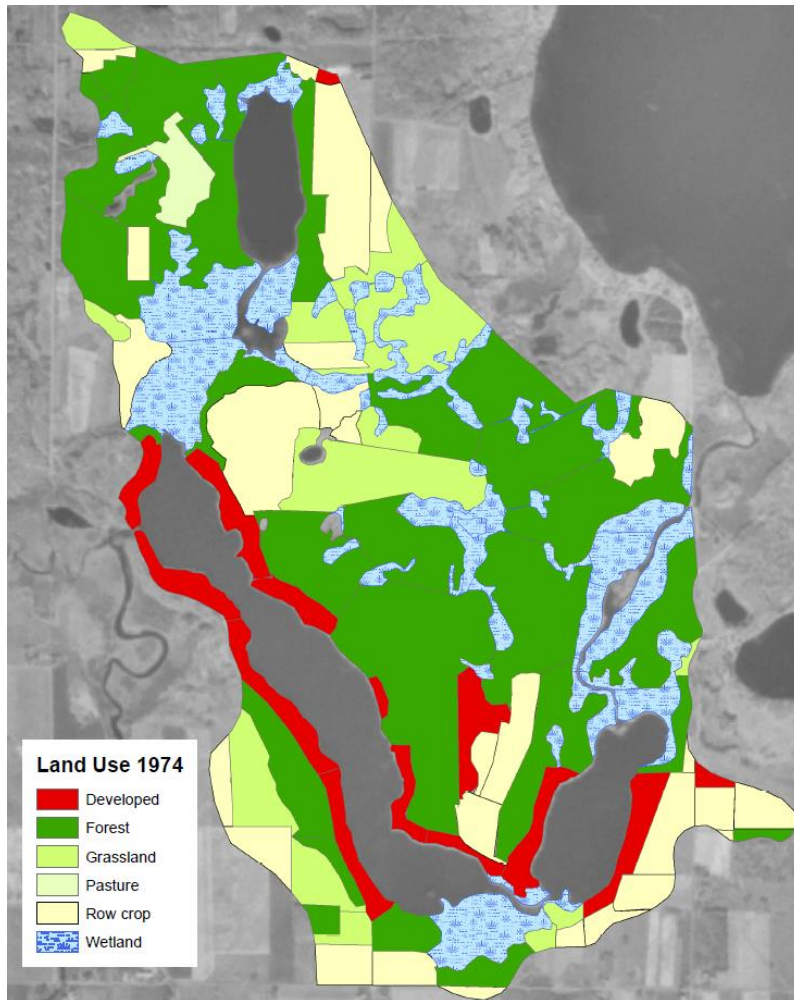 Land Use 1974
Developed
Forest
Grassland
Pasture
Row crop
Wetland